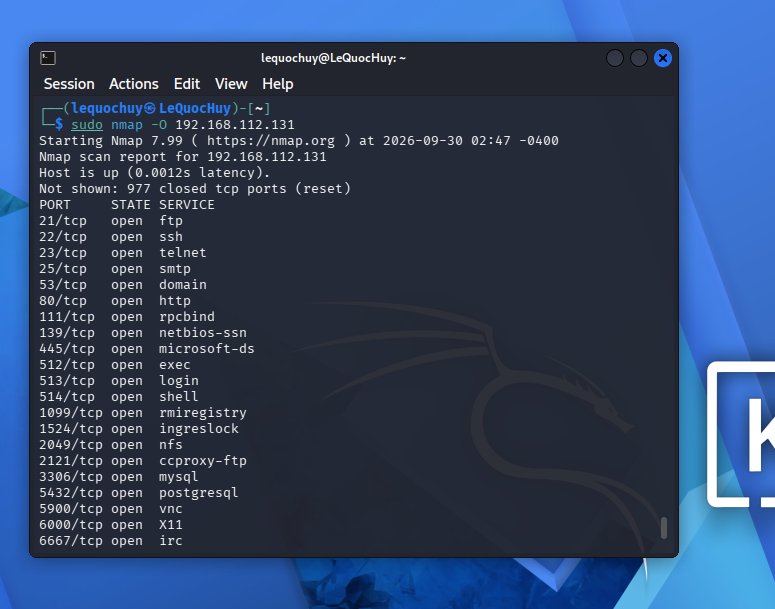 lequochuy@LeQuocHuy: ~
Session Actions Edit View Help
┌──(lequochuy㉿LeQuocHuy)-[~]
└─$ sudo nmap -O 192.168.112.131
Starting Nmap 7.99 ( https://nmap.org ) at 2026-09-30 02:47 -0400
Nmap scan report for 192.168.112.131
Host is up (0.0012s latency).
Not shown: 977 closed tcp ports (reset)
PORT     STATE SERVICE
21/tcp   open  ftp
22/tcp   open  ssh
23/tcp   open  telnet
25/tcp   open  smtp
53/tcp   open  domain
80/tcp   open  http
111/tcp  open  rpcbind
139/tcp  open  netbios-ssn
445/tcp  open  microsoft-ds
512/tcp  open  exec
513/tcp  open  login
514/tcp  open  shell
1099/tcp open  rmiregistry
1524/tcp open  ingreslock
2049/tcp open  nfs
2121/tcp open  ccproxy-ftp
3306/tcp open  mysql
5432/tcp open  postgresql
5900/tcp open  vnc
6000/tcp open  X11
6667/tcp open  irc
K